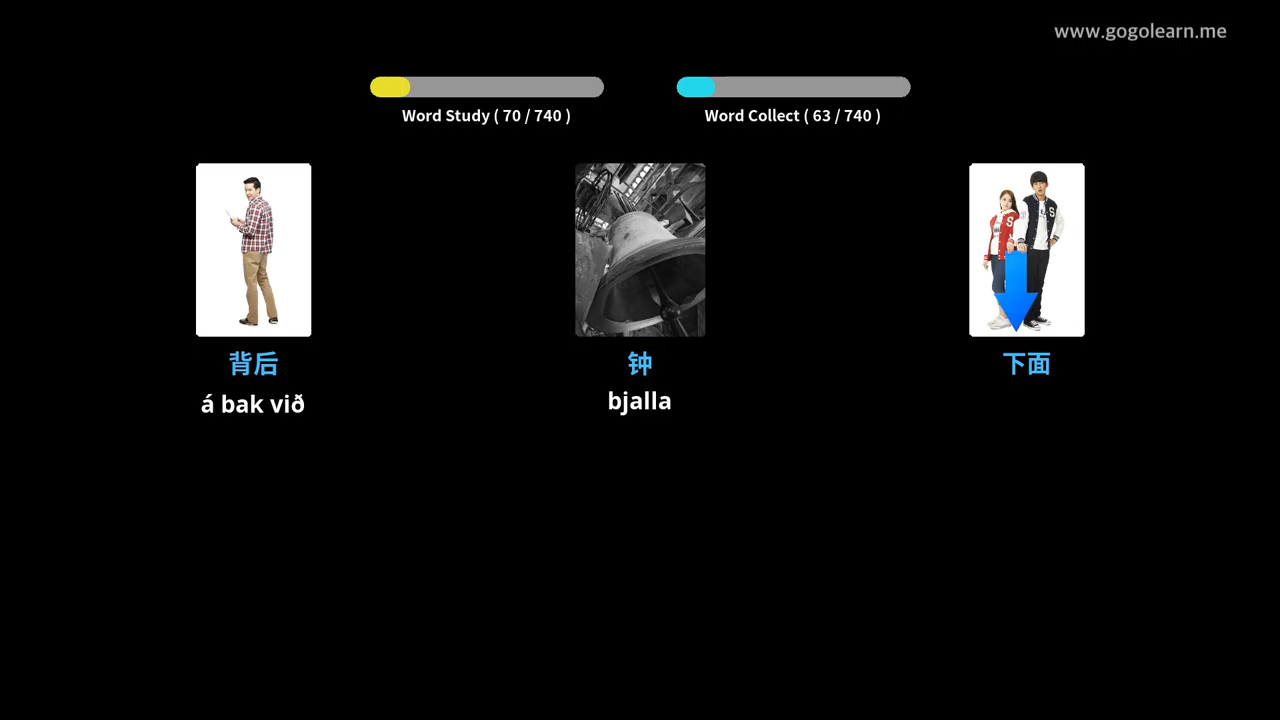 www.gogolearn.me
Word Study ( 70 / 740 )
Word Collect ( 63 / 740 )
背后
á bak við
钟
bjalla
下面